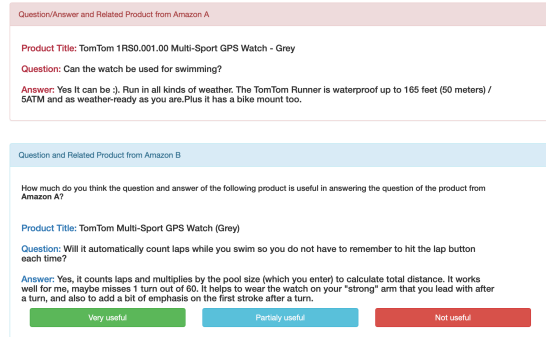 Question/Answer and Related Product from Amazon A
Product Title: TomTom 1RS0.001.00 Multi-Sport GPS Watch - Grey
Question: Can the watch be used for swimming?
Answer: Yes It can be :). Run in all kinds of weather. The TomTom Runner is waterproof up to 165 feet (50 meters) /
5ATM and as weather-ready as you are.Plus it has a bike mount too.
Question and Related Product from Amazon B
How much do you think the question and answer of the following product is useful in answering the question of the product from
Amazon A?
Product Title: TomTom Multi-Sport GPS Watch (Grey)
Question: Will it automatically count laps while you swim so you do not have to remember to hit the lap button
each time?
Answer: Yes, it counts laps and multiplies by the pool size (which you enter) to calculate total distance. It works
well for me, maybe misses 1 turn out of 60. It helps to wear the watch on your "strong" arm that you lead with after
a turn, and also to add a bit of emphasis on the first stroke after a turn.
Very useful
Partialy useful
Not useful